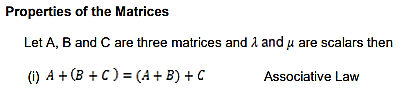 Properties of the Matrices
Let A, B and C are three matrices and λ and μ are scalars then
(i) A + (B + C) = (A + B) + C Associative Law